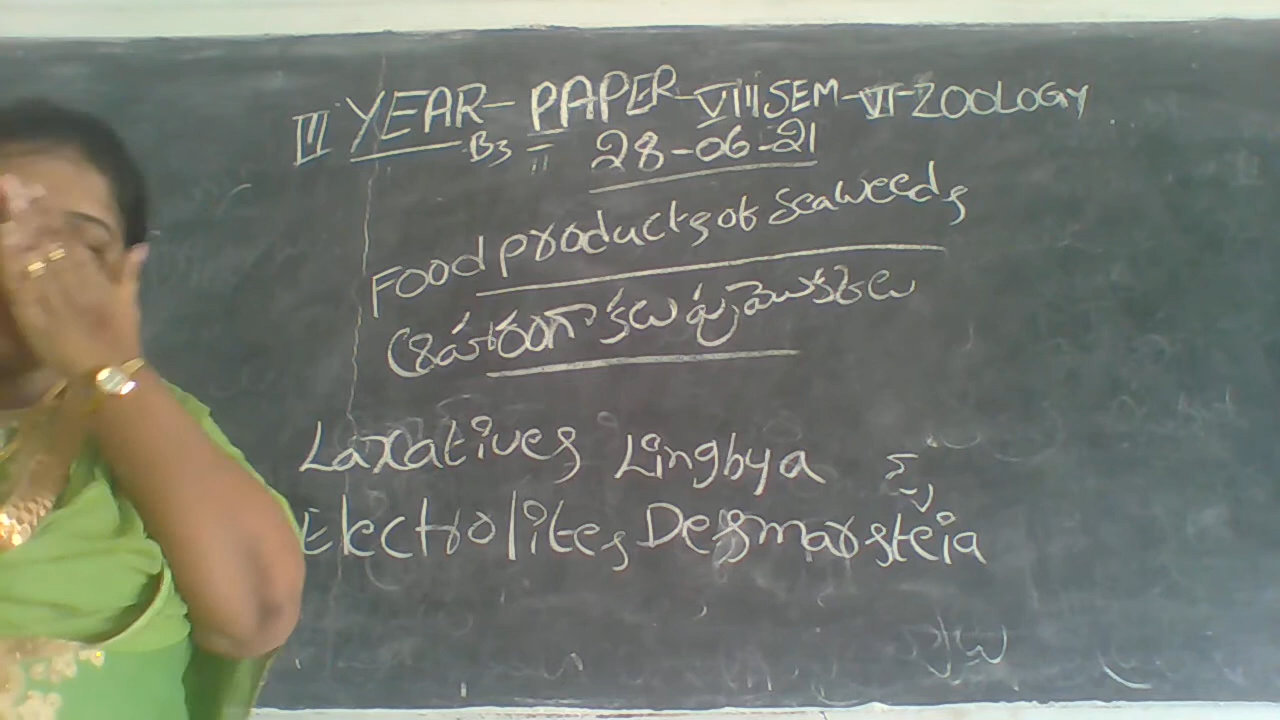 III YEAR-PAPER-VIII SEM-VI-ZOOLOGY
B3 = 28-06-21
Food products of Seaweeds
Laxatives Lingbya
Electrolites Desmarsteia